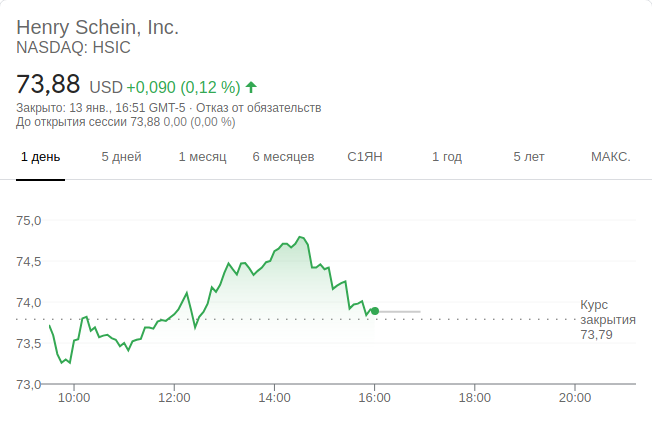 Henry Schein, Inc.
NASDAQ: HSIC
73,88 USD +0,090 (0,12 %)
Закрыто: 13 янв., 16:51 GMT-5 · Отказ от обязательств
До открытия сессии 73,88 0,00 (0,00 %)
1 день 5 дней 1 месяц 6 месяцев С1ЯН 1 год 5 лет МАКС.
75,0
74,5
74,0
73,5
73,0
Курс
закрытия
73,79
10:00 12:00 14:00 16:00 18:00 20:00